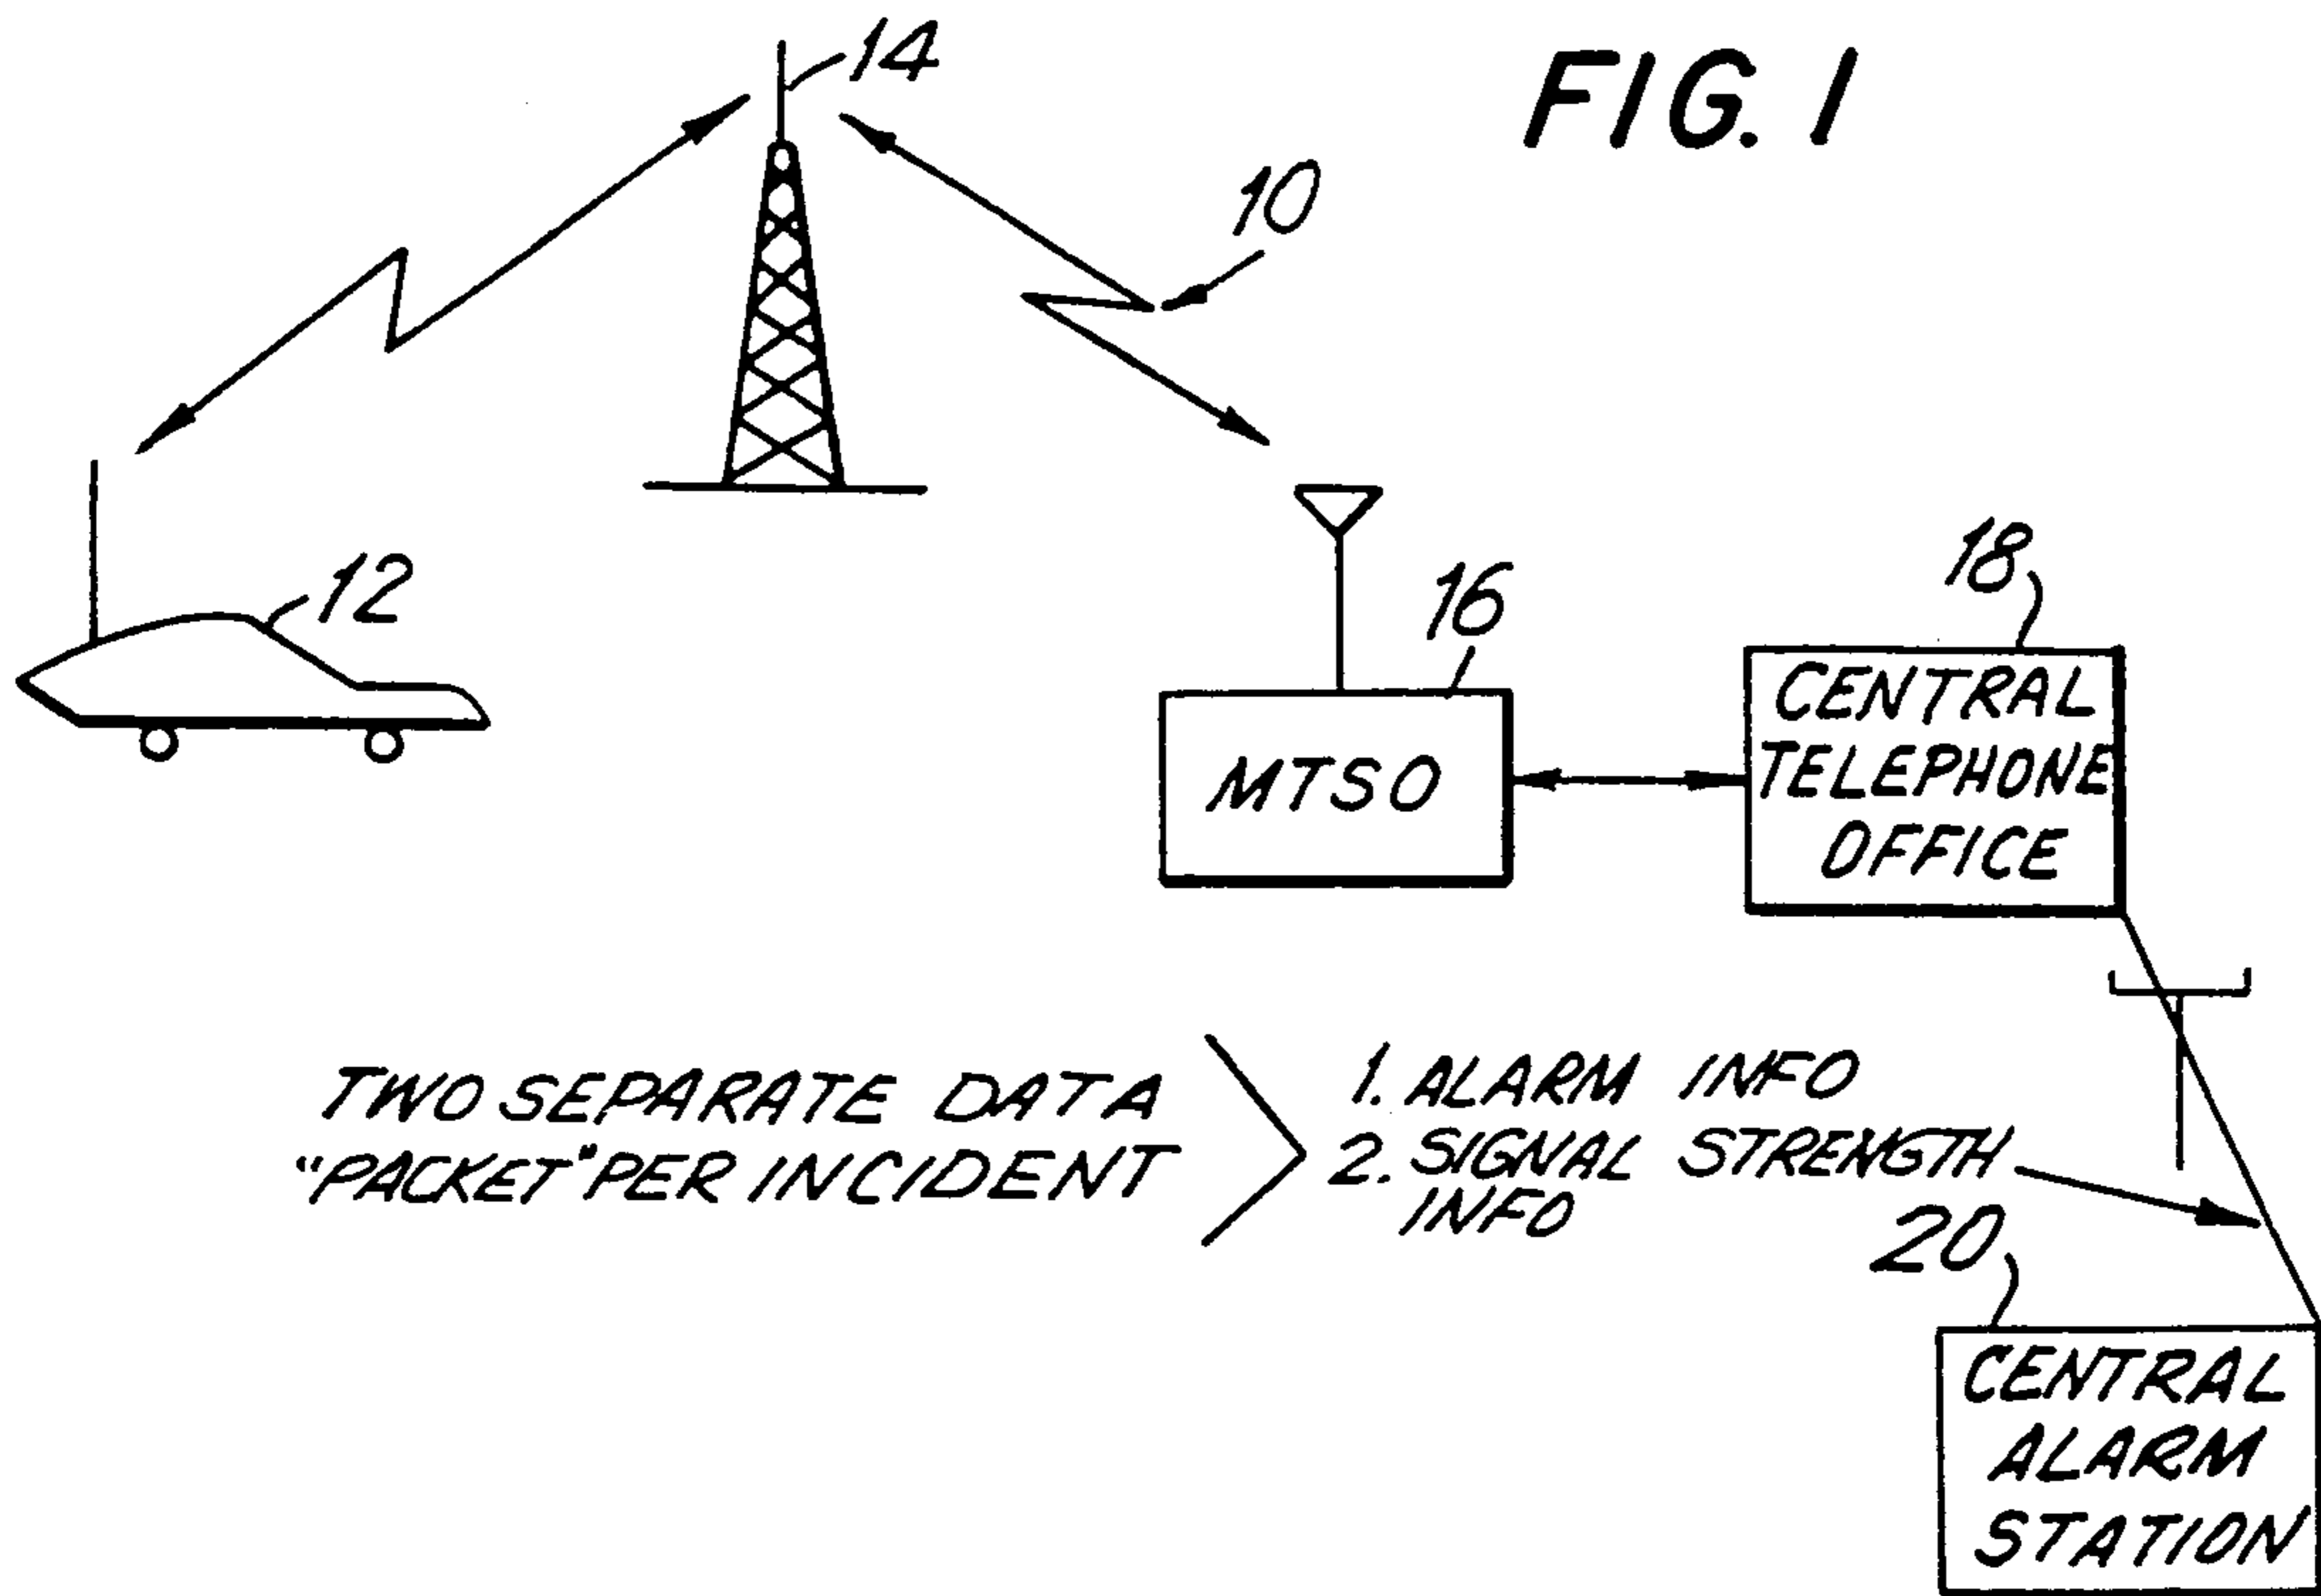 FIG. 1
14
10
12
16
18
MTSO
CENTRAL
TELEPHONE
OFFICE
TWO SEPARATE DATA
"PACKET" PER INCIDENT
1. ALARM INFO
2. SIGNAL STRENGTH
INFO
20
CENTRAL
ALARM
STATION